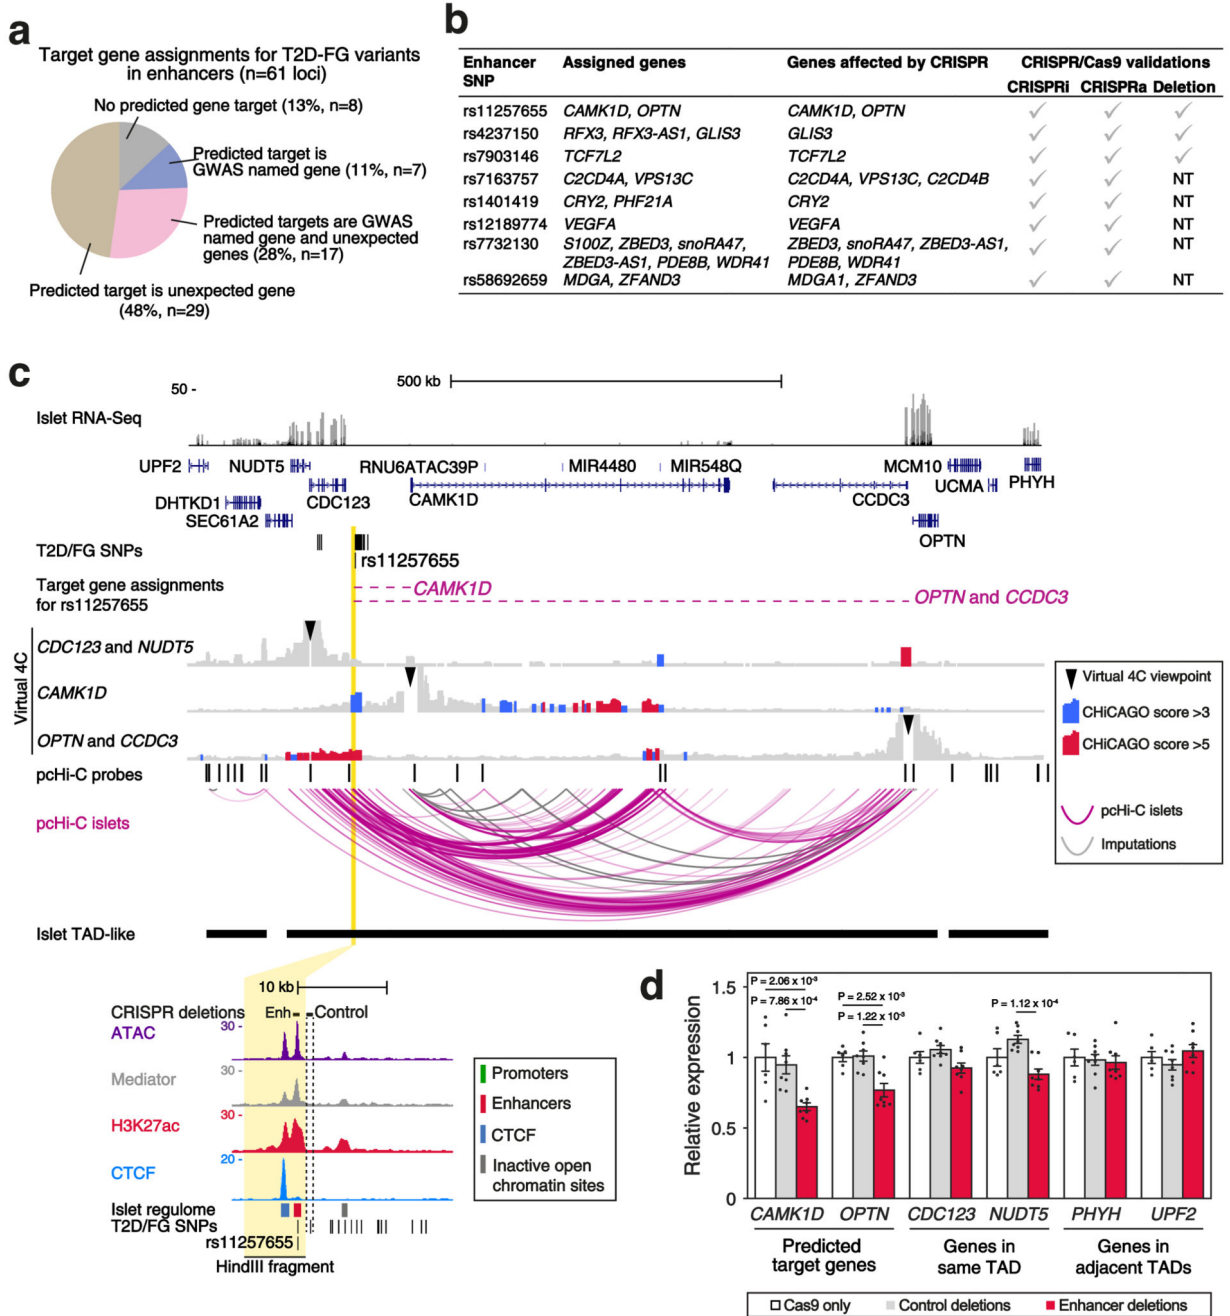 a
Target gene assignments for T2D-FG variants
in enhancers (n=61 loci)
No predicted gene target (13%, n=8)
Predicted target is
GWAS named gene (11%, n=7)
Predicted targets are GWAS
named gene and unexpected
genes (28%, n=17)
Predicted target is unexpected gene
(48%, n=29)
b
Enhancer SNP Assigned genes Genes affected by CRISPR CRISPR/Cas9 validations
CRISPRi CRISPRa Deletion
rs11257655 CAMK1D, OPTN CAMK1D, OPTN ✓ ✓ ✓
rs4237150 RFX3, RFX3-AS1, GLIS3 GLIS3 ✓ ✓ ✓
rs7903146 TCF7L2 TCF7L2 ✓ ✓ ✓
rs7163757 C2CD4A, VPS13C C2CD4A, VPS13C, C2CD4B ✓ ✓ NT
rs1401419 CRY2, PHF21A CRY2 ✓ ✓ NT
rs12189774 VEGFA VEGFA ✓ ✓ NT
rs7732130 S100Z, ZBED3, snoRA47, ZBED3, snoRA47, ZBED3-AS1, ✓ ✓ NT
ZBED3-AS1, PDE8B, WDR41 PDE8B, WDR41
rs58692659 MDGA, ZFAND3 MDGA1, ZFAND3 ✓ ✓ NT
c
500 kb
50 -
Islet RNA-Seq
UPF2 NUDT5 RNU6ATAC39P MIR4480 MIR548Q MCM10 UCMA PHYH
DHTKD1 CDC123 CAMK1D CCDC3
SEC61A2 OPTN
T2D/FG SNPs
rs11257655
Target gene assignments
for rs11257655
CAMK1D
OPTN and CCDC3
Virtual 4C
CDC123 and NUDT5
CAMK1D
OPTN and CCDC3
pcHi-C probes
pcHi-C islets
Islet TAD-like
Virtual 4C viewpoint
CHiCAGO score >3
CHiCAGO score >5
pcHi-C islets
Imputations
10 kb
CRISPR deletions Enh Control
ATAC 30 -
Mediator 30 -
H3K27ac 30 -
CTCF 20 -
Islet regulome
T2D/FG SNPs
rs11257655
HindIII fragment
Promoters
Enhancers
CTCF
Inactive open
chromatin sites
d
Relative expression
1.5
1
0.5
0
P = 2.06 x 10-3
P = 7.86 x 10-4
P = 2.52 x 10-3
P = 1.22 x 10-3
P = 1.12 x 10-4
CAMK1D OPTN CDC123 NUDT5 PHYH UPF2
Predicted
target genes
Genes in
same TAD
Genes in
adjacent TADs
Cas9 only Control deletions Enhancer deletions